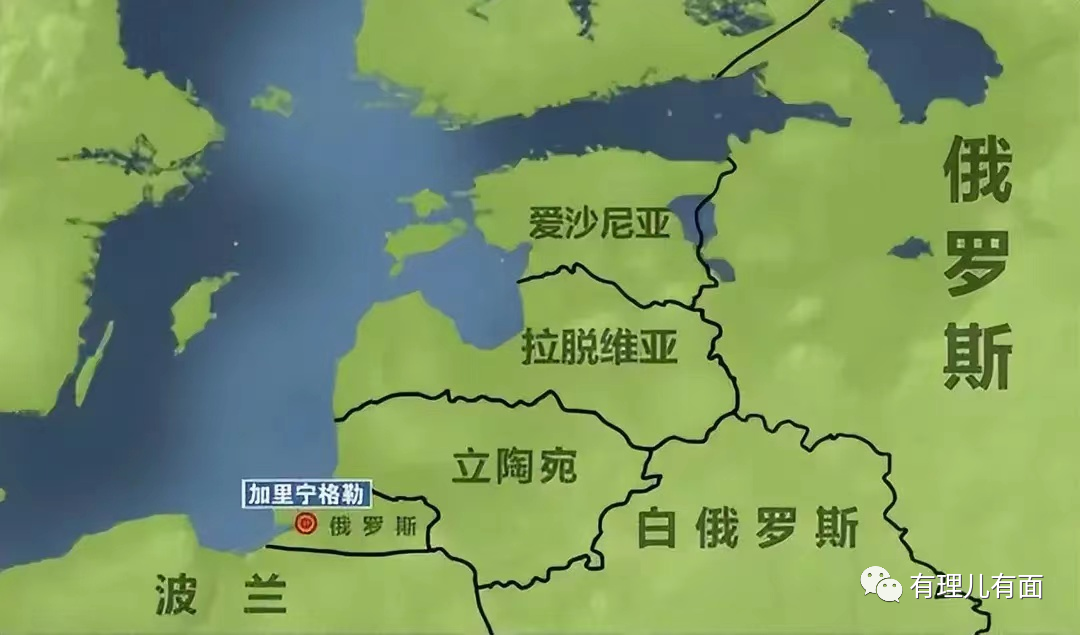 俄罗斯
爱沙尼亚
拉脱维亚
立陶宛
加里宁格勒
俄罗斯
白俄罗斯
波兰
有理儿有面